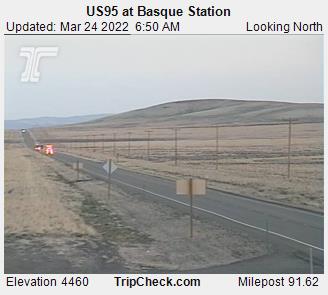 US95 at Basque Station
Updated: Mar 24 2022 6:50 AM Looking North
Elevation 4460 TripCheck.com Milepost 91.62